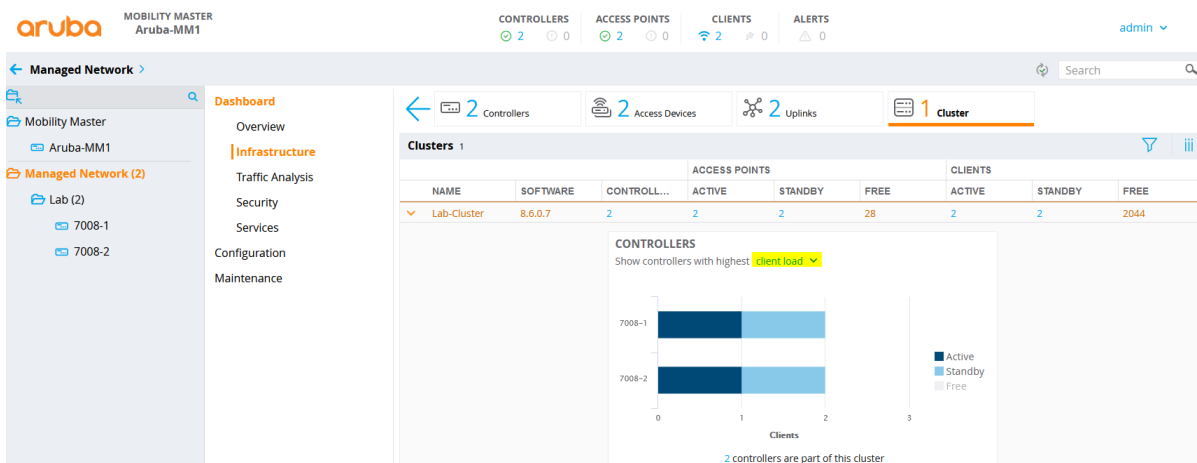 aruba
MOBILITY MASTER
Aruba-MM1
CONTROLLERS
2 0
ACCESS POINTS
2 0
CLIENTS
2 0
ALERTS
0
admin
Managed Network >
Search
Mobility Master
Aruba-MM1
Managed Network (2)
Lab (2)
7008-1
7008-2
Dashboard
Overview
Infrastructure
Traffic Analysis
Security
Services
Configuration
Maintenance
2 Controllers
2 Access Devices
2 Uplinks
1 Cluster
Clusters 1
ACCESS POINTS CLIENTS
NAME SOFTWARE CONTROLL... ACTIVE STANDBY FREE ACTIVE STANDBY FREE
Lab-Cluster 8.6.0.7 2 2 2 28 2 2 2044
CONTROLLERS
Show controllers with highest client load
7008-1
7008-2
0 1 2 3
Clients
Active
Standby
Free
2 controllers are part of this cluster